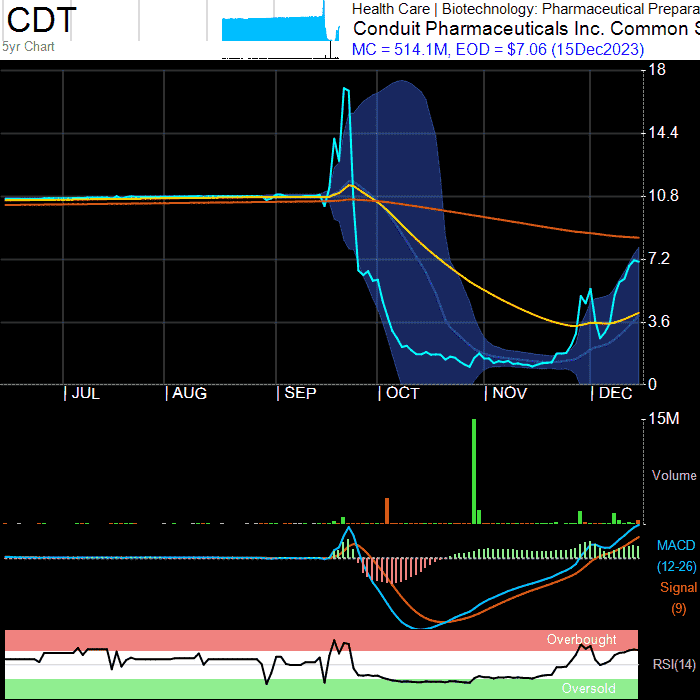 CDT
5yr Chart
Health Care | Biotechnology: Pharmaceutical Prepara
Conduit Pharmaceuticals Inc. Common S
MC = 514.1M, EOD = $7.06 (15Dec2023)
18
14.4
10.8
7.2
3.6
0
JUL AUG SEP OCT NOV DEC
15M
Volume
MACD
(12-26)
Signal
(9)
Overbought
RSI(14)
Oversold